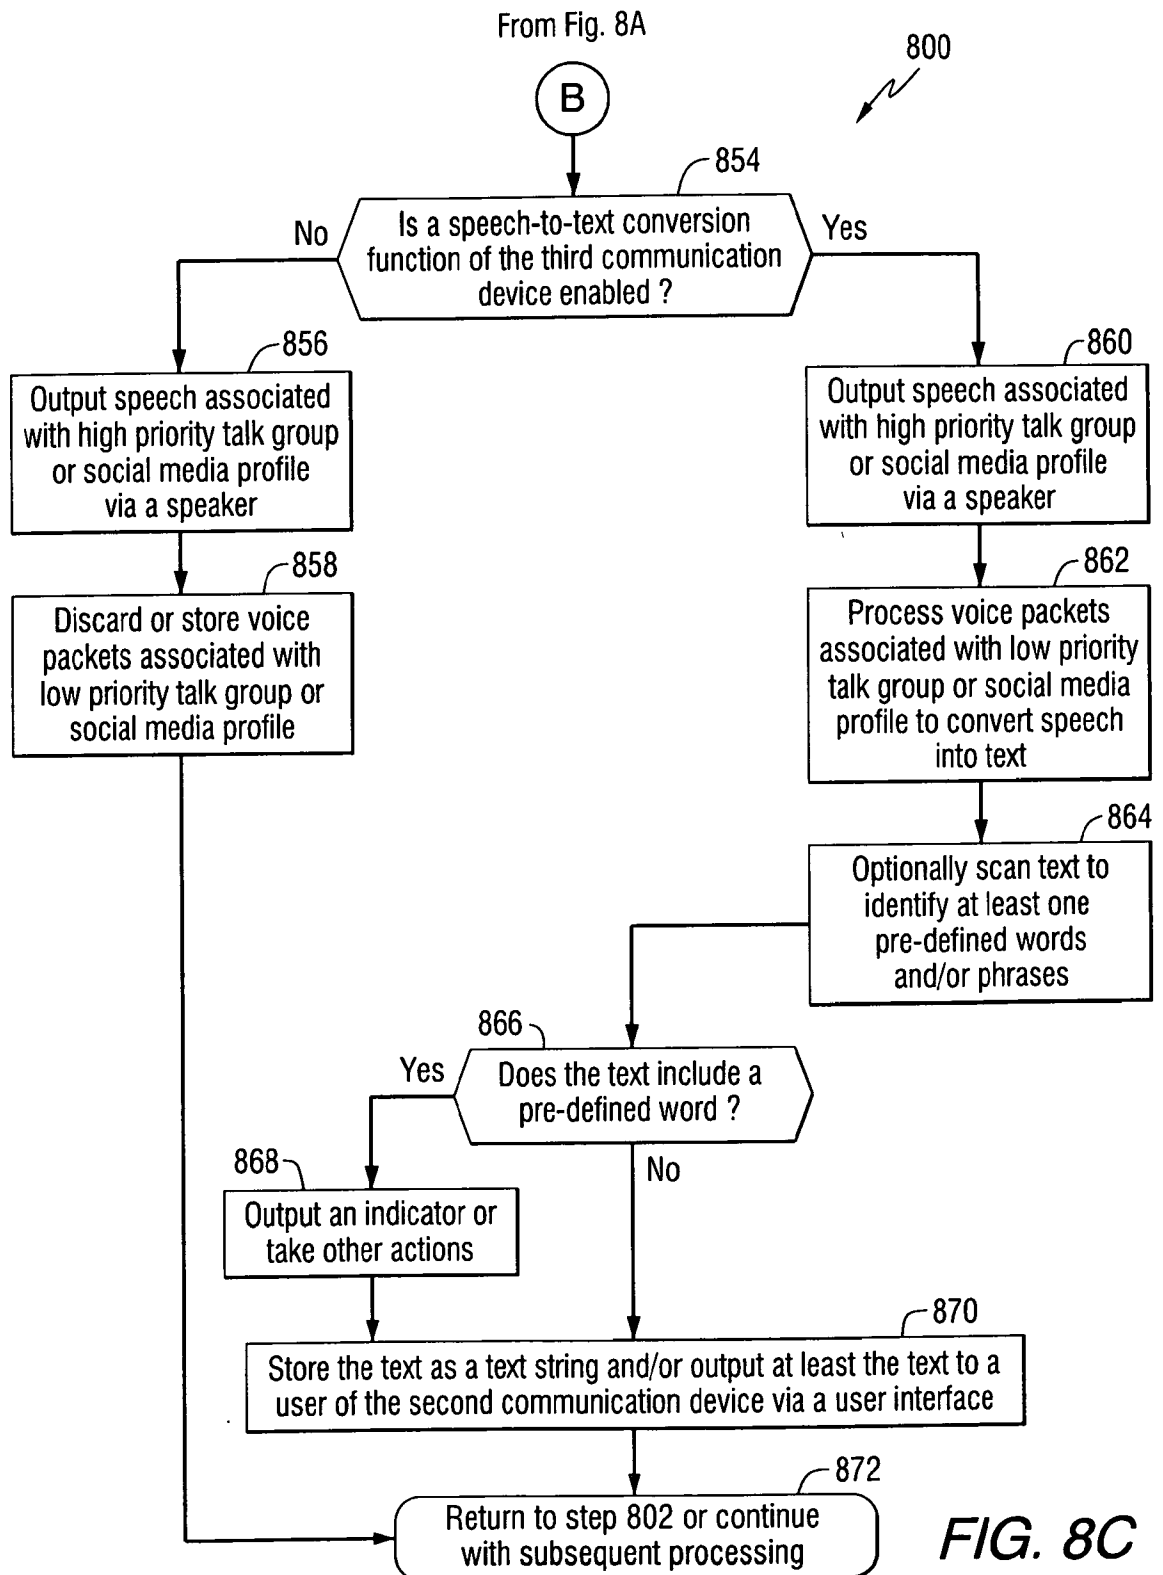 From Fig. 8A
800
B
854
Is a speech-to-text conversion
function of the third communication
device enabled ?
No
Yes
856
Output speech associated
with high priority talk group
or social media profile
via a speaker
860
Output speech associated
with high priority talk group
or social media profile
via a speaker
858
Discard or store voice
packets associated with
low priority talk group or
social media profile
862
Process voice packets
associated with low priority
talk group or social media
profile to convert speech
into text
864
Optionally scan text to
identify at least one
pre-defined words
and/or phrases
866
Does the text include a
pre-defined word ?
Yes
No
868
Output an indicator or
take other actions
870
Store the text as a text string and/or output at least the text to a
user of the second communication device via a user interface
872
Return to step 802 or continue
with subsequent processing
FIG. 8C